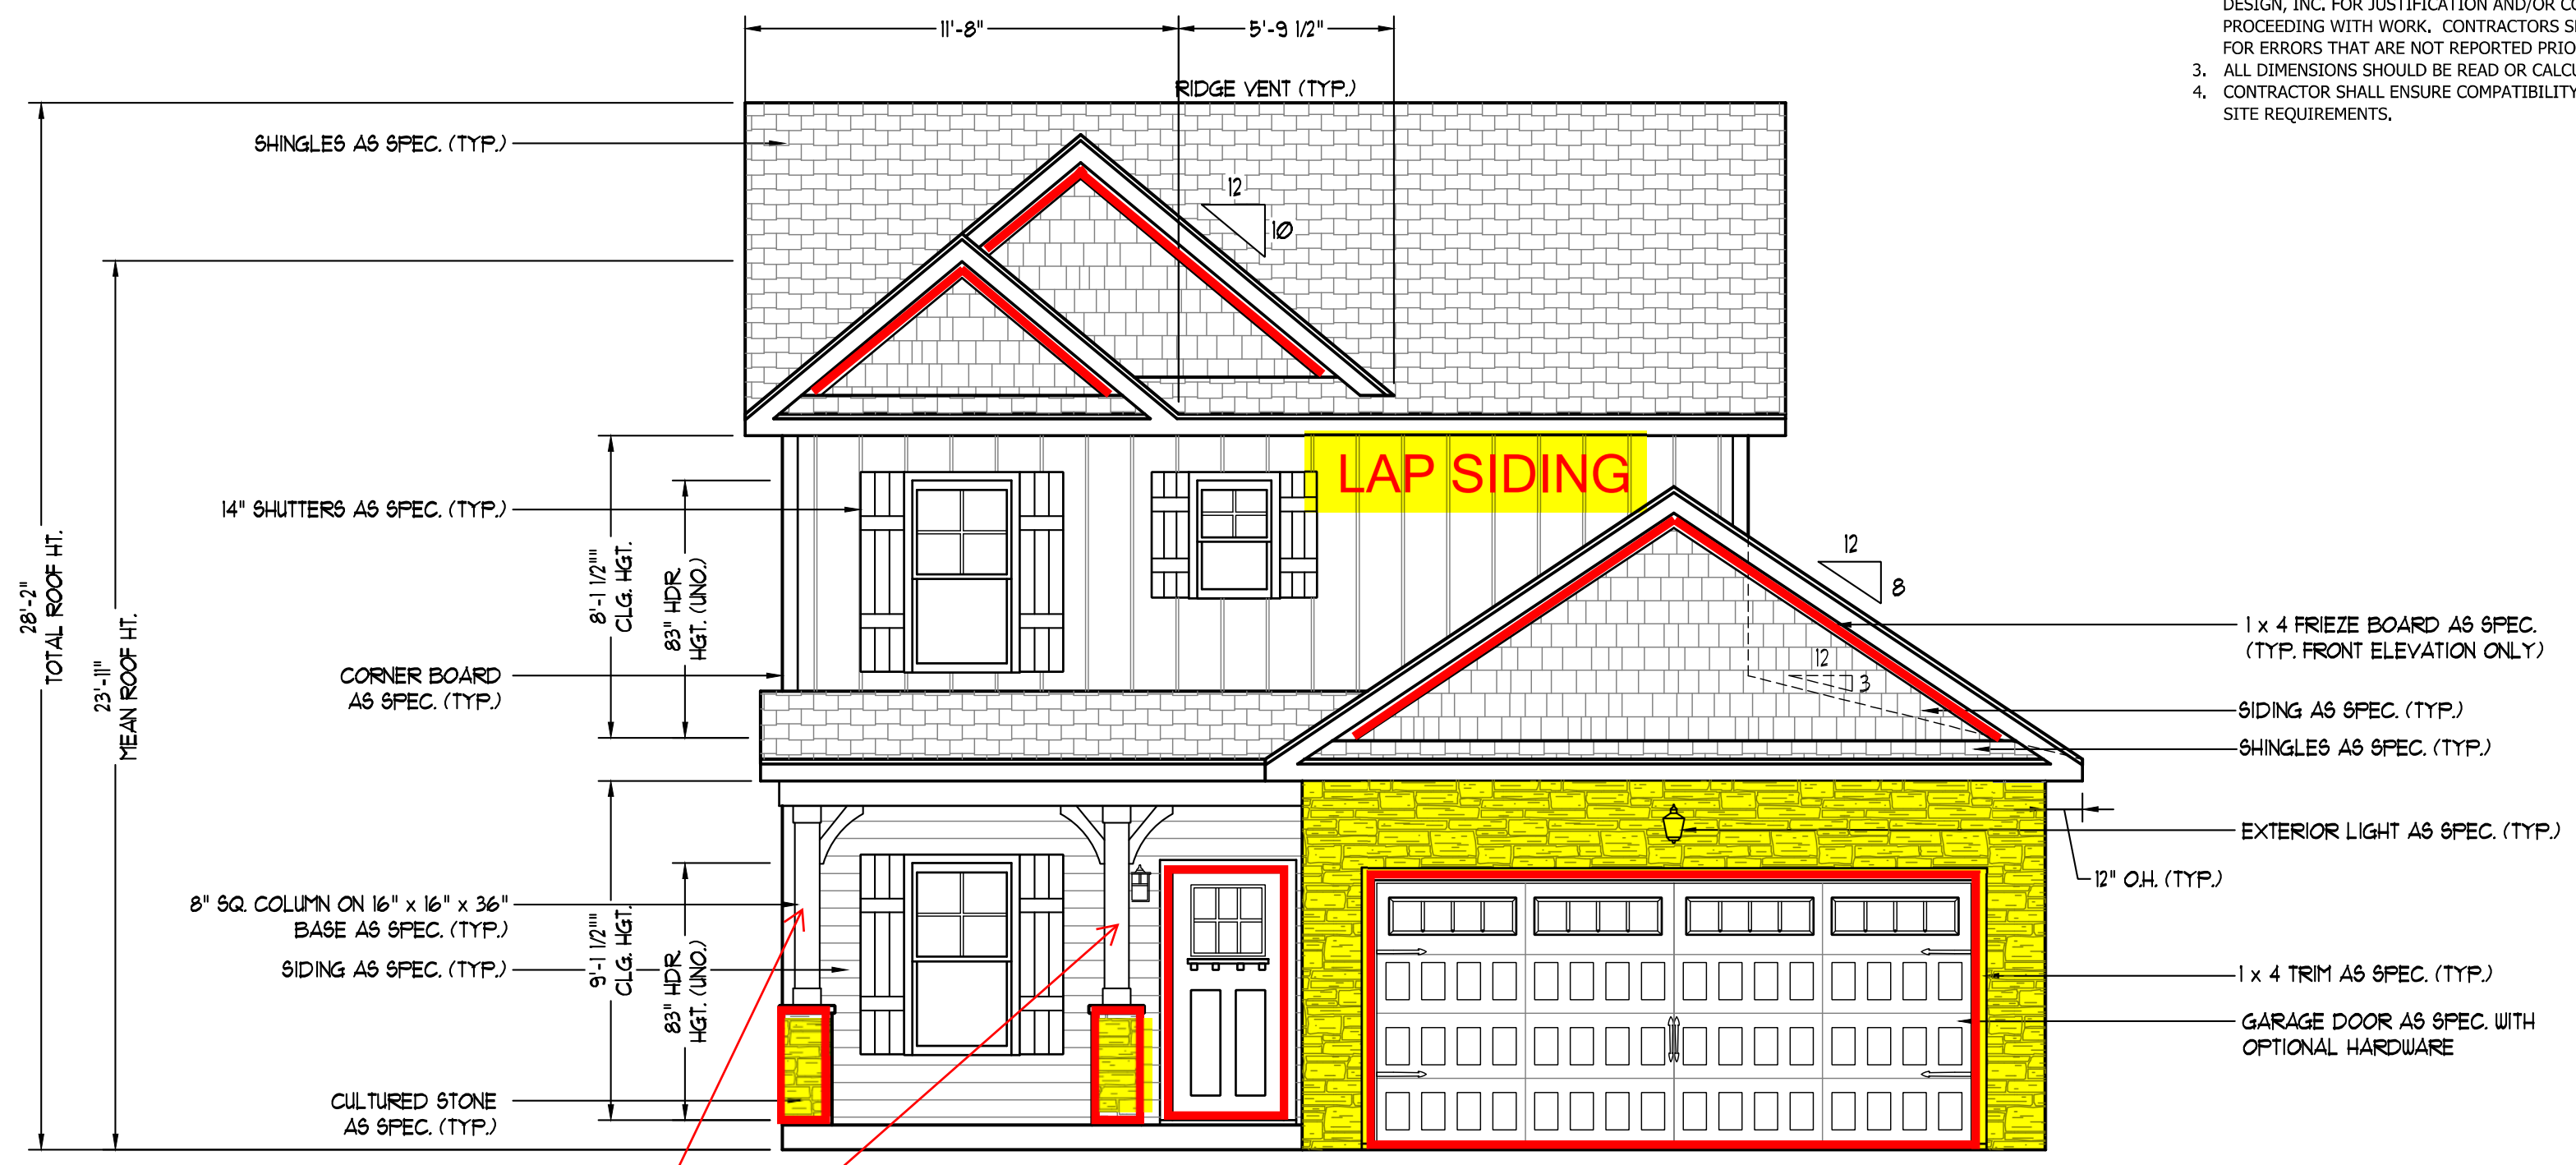 DESIGN, INC. FOR JUSTIFICATION AND/OR
PROCEEDING WITH WORK. CONTRACTORS
FOR ERRORS THAT ARE NOT REPORTED
3. ALL DIMENSIONS SHOULD BE READ OR
4. CONTRACTOR SHALL ENSURE COMPATIBILITY
SITE REQUIREMENTS.
11'-8"
5'-9 1/2"
RIDGE VENT (TYP.)
SHINGLES AS SPEC. (TYP.)
12
10
LAP SIDING
14" SHUTTERS AS SPEC. (TYP.)
28'-2"
TOTAL ROOF HT.
23'-11"
MEAN ROOF HT.
8'-1 1/2""
CLG. HGT.
83" HDR.
HGT. (UNO.)
CORNER BOARD
AS SPEC. (TYP.)
12
8
1 x 4 FRIEZE BOARD AS SPEC.
(TYP. FRONT ELEVATION ONLY)
12
3
SIDING AS SPEC. (TYP.)
SHINGLES AS SPEC. (TYP.)
EXTERIOR LIGHT AS SPEC. (TYP.)
12" O.H. (TYP.)
8" SQ. COLUMN ON 16" x 16" x 36"
BASE AS SPEC. (TYP.)
SIDING AS SPEC. (TYP.)
9'-1 1/2""
CLG. HGT.
83" HDR
HGT. (UNO.)
1 x 4 TRIM AS SPEC. (TYP.)
GARAGE DOOR AS SPEC. WITH
OPTIONAL HARDWARE
CULTURED STONE
AS SPEC. (TYP.)